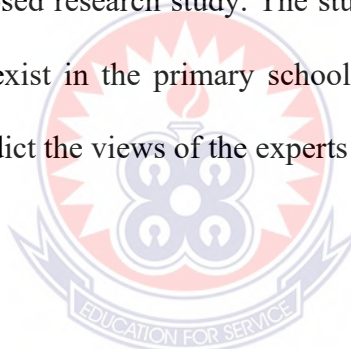 sed research study. The stu
exist in the primary school
dict the views of the experts
EDUCATION FOR SERVICE